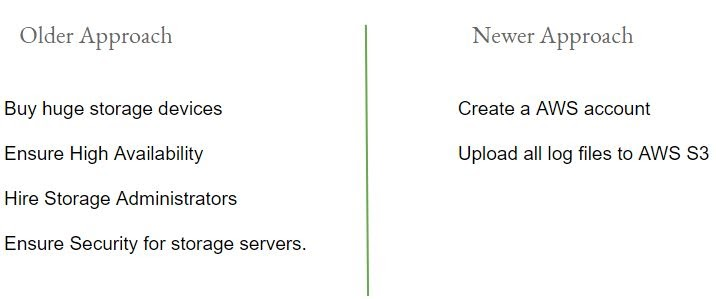 Older Approach
Buy huge storage devices
Ensure High Availability
Hire Storage Administrators
Ensure Security for storage servers.
Newer Approach
Create a AWS account
Upload all log files to AWS S3